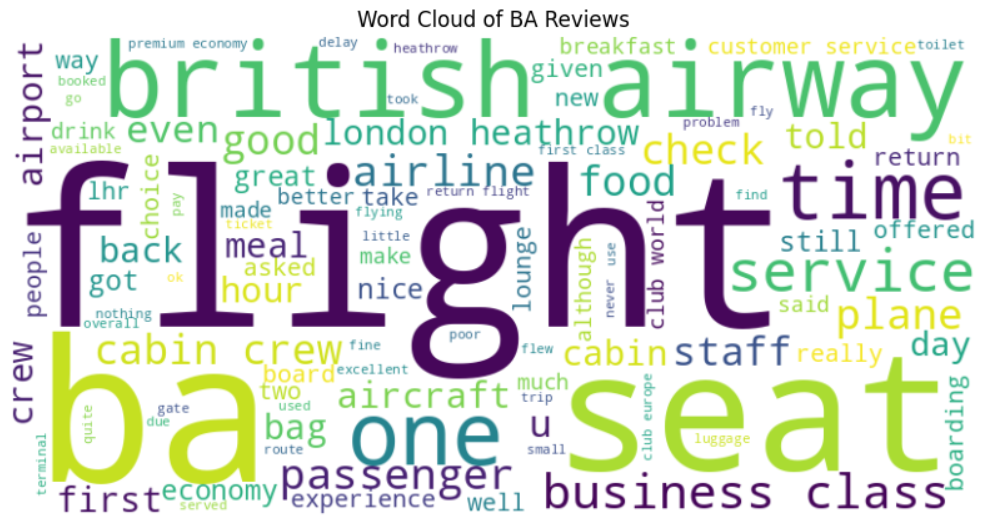 Word Cloud of BA Reviews
airport
way
premium economy
delay
heathrow
breakfast
customer service
toilet
booked
go
british airway
given
new
took
fly
problem
drink
available
even
good
london heathrow
first class
check
told
return
bit
lhr
choice
pay
great
airline
better
take
return flight
food
find
time
made
ticket
flying
flight
people
back
got
meal
asked
hour
little
make
nice
lounge
although
never
use
club world
still
offered
service
said
plane
ok
nothing
overall
poor
crew
cabin crew
fine
flew
cabin
staff
really
day
ba
board
two
excellent
aircraft
much
trip
seat
quite
due
gate
used
bag
route
one
u
small
club europe
luggage
boarding
terminal
first
economy
served
passenger
experience
well
business class